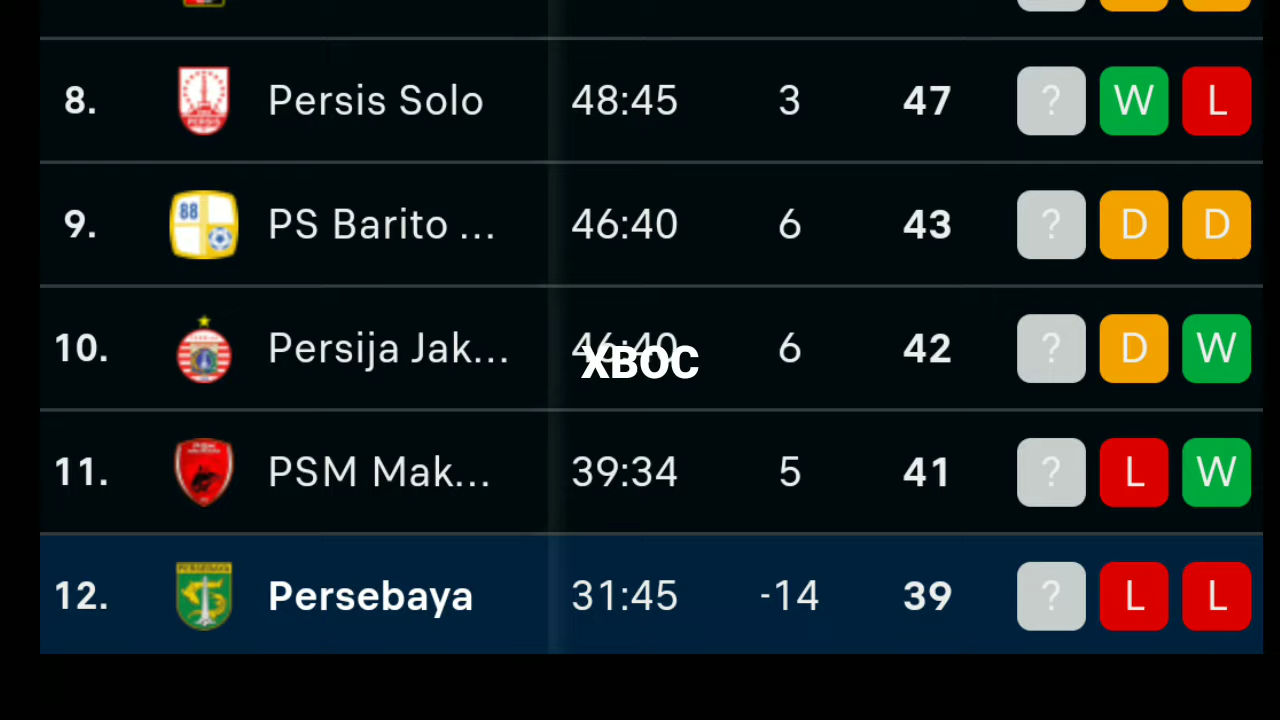 8. Persis Solo 48:45 3 47 ? W L
9. 88 PS Barito ... 46:40 6 43 ? D D
10. Persija Jak... 46:40 6 42 ? D W
XBOC
11. PSM Mak... 39:34 5 41 ? L W
12. Persebaya 31:45 -14 39 ? L L